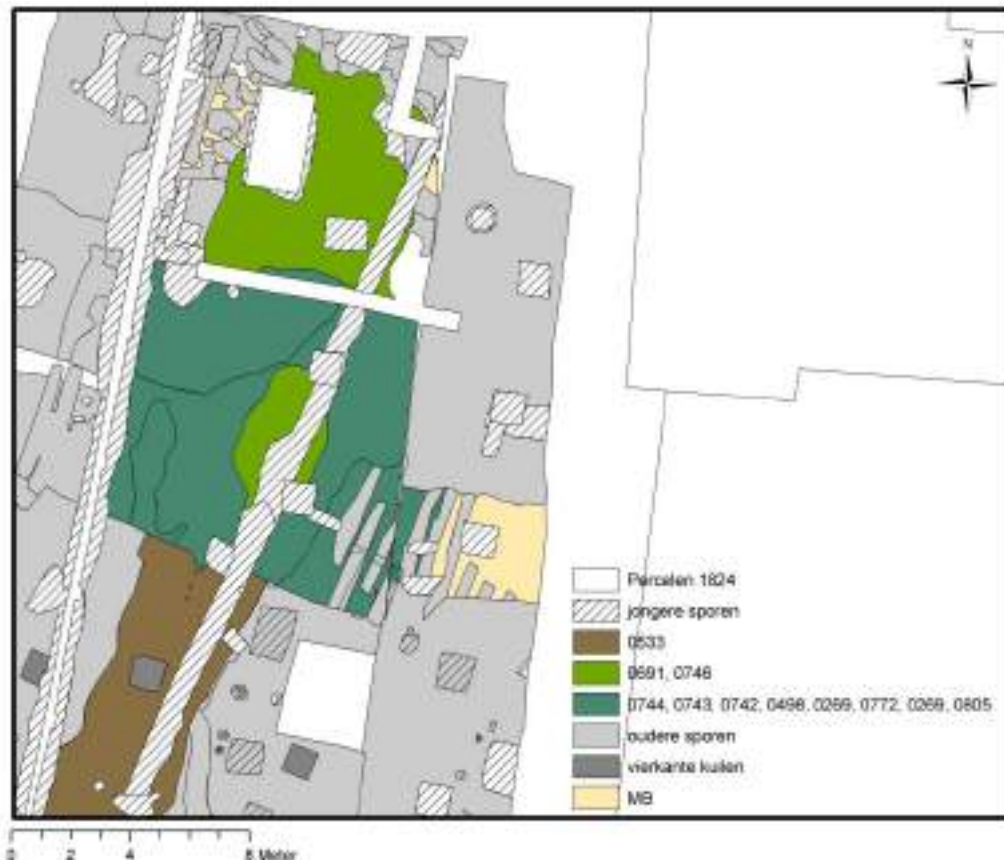 N
Percelen 1824
jongere sporen
0533
0691, 0746
0744, 0743, 0742, 0498, 0269, 0772, 0269, 0805
oudere sporen
vierkante kuilen
MB
0 2 4 8 Meter